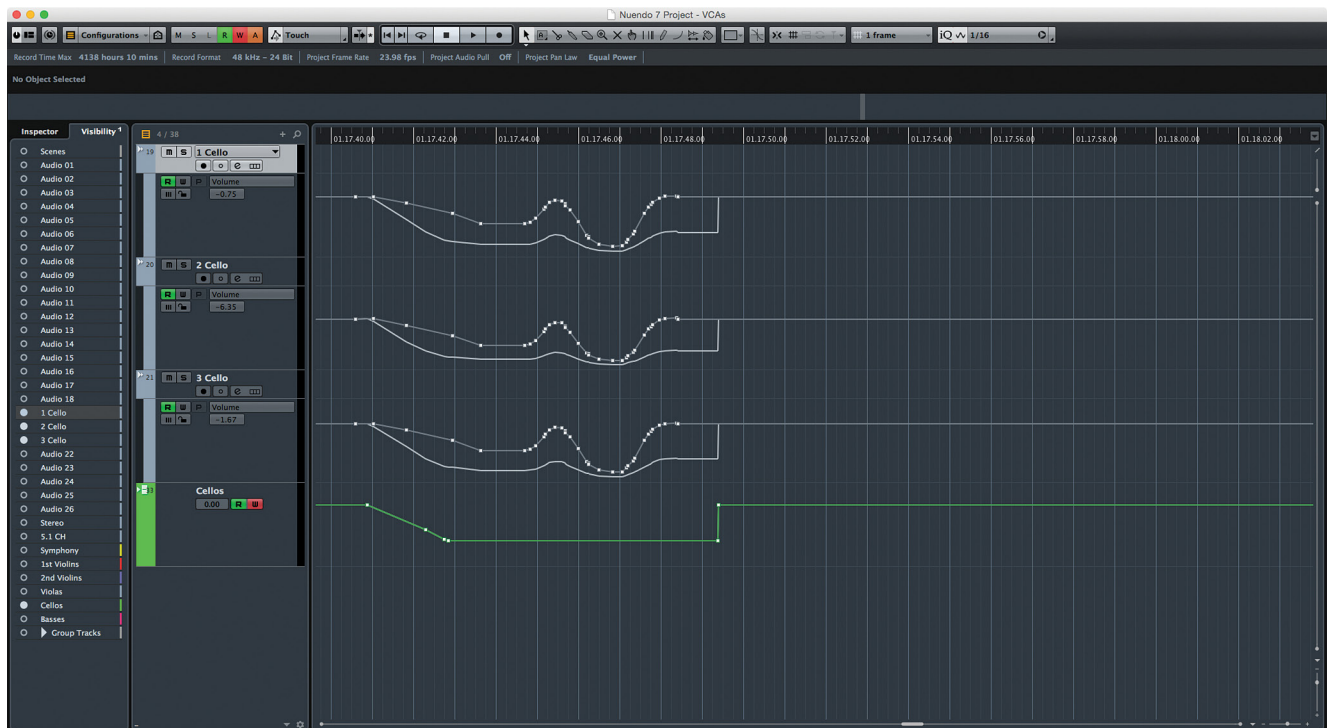 Nuendo 7 Project - VCAs
Configurations M S L R W A Touch 1 frame iQ 1/16
Record Time Max 4138 hours 10 mins Record Format 48 kHz - 24 Bit Project Frame Rate 23.98 fps Project Audio Pull Off Project Pan Law Equal Power
No Object Selected
Inspector Visibility 1
4 / 38
01.17.40.00 01.17.42.00 01.17.44.00 01.17.46.00 01.17.48.00 01.17.50.00 01.17.52.00 01.17.54.00 01.17.56.00 01.17.58.00 01.18.00.00 01.18.02.00
Scenes
Audio 01
Audio 02
Audio 03
Audio 04
Audio 05
Audio 06
Audio 07
Audio 08
Audio 09
Audio 10
Audio 11
Audio 12
Audio 13
Audio 14
Audio 15
Audio 16
Audio 17
Audio 18
1 Cello
2 Cello
3 Cello
Audio 22
Audio 23
Audio 24
Audio 25
Audio 26
Stereo
5.1 CH
Symphony
1st Violins
2nd Violins
Violas
Cellos
Basses
Group Tracks
19 m S 1 Cello
e
R W P Volume
-0.75
20 m S 2 Cello
e
R W P Volume
-6.35
21 m S 3 Cello
e
R W P Volume
-1.67
Cellos
0.00 R W